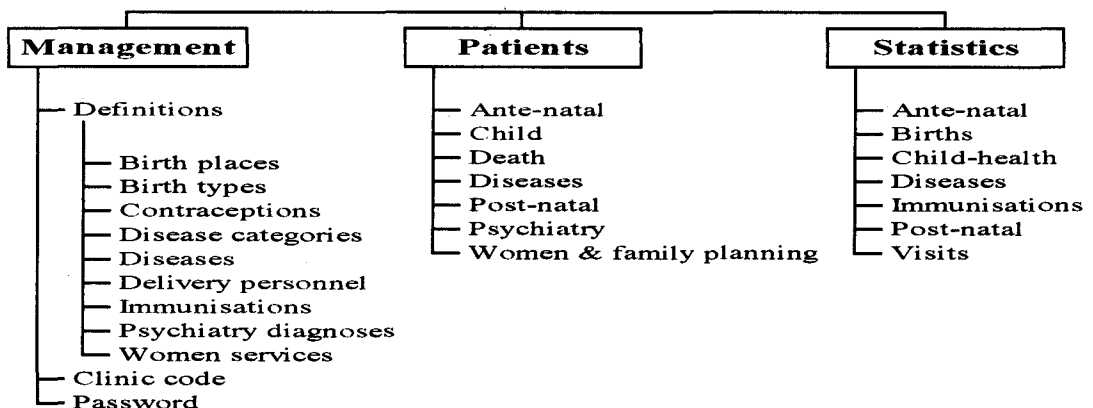 Management
Definitions
Birth places
Birth types
Contraceptions
Disease categories
Diseases
Delivery personnel
Immunisations
Psychiatry diagnoses
Women services
Clinic code
Password
Patients
Ante-natal
Child
Death
Diseases
Post-natal
Psychiatry
Women & family planning
Statistics
Ante-natal
Births
Child-health
Diseases
Immunisations
Post-natal
Visits